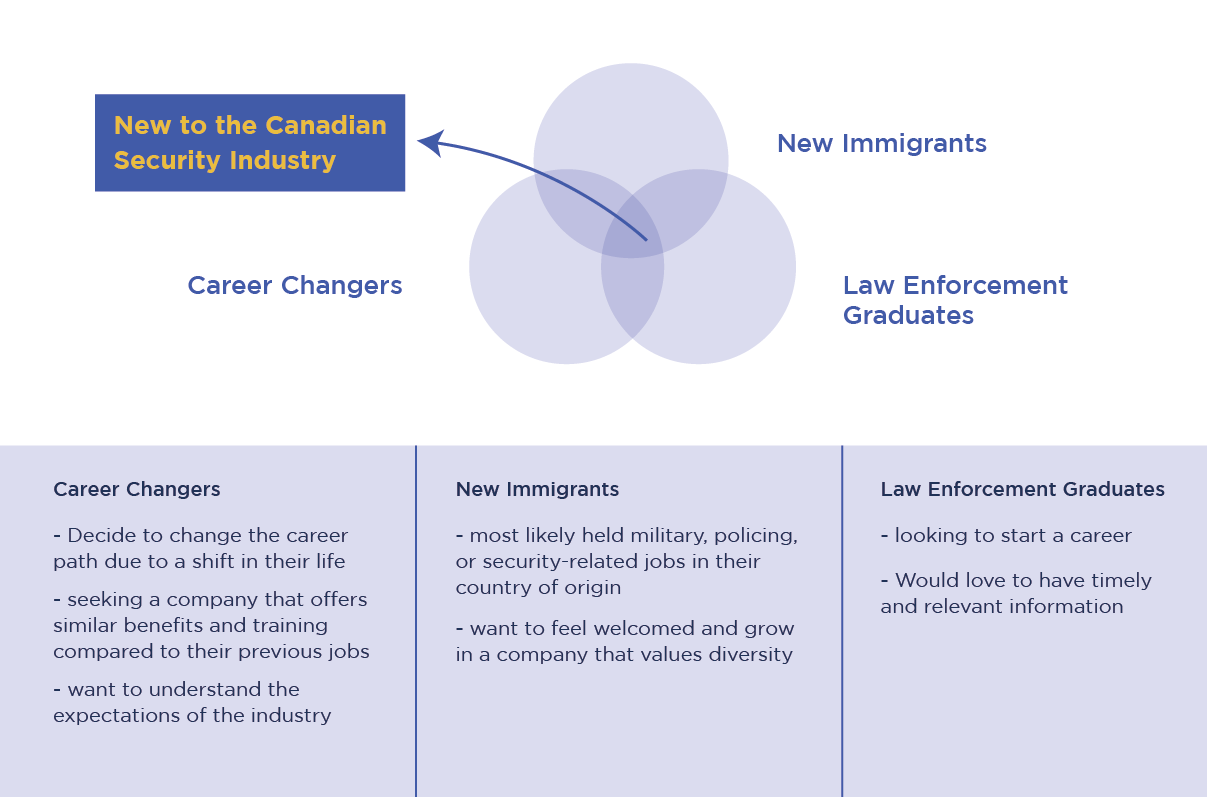 New to the Canadian
Security Industry
New Immigrants
Career Changers
Law Enforcement
Graduates
Career Changers
- Decide to change the career
path due to a shift in their life
- seeking a company that offers
similar benefits and training
compared to their previous jobs
- want to understand the
expectations of the industry
New Immigrants
- most likely held military, policing,
or security-related jobs in their
country of origin
- want to feel welcomed and grow
in a company that values diversity
Law Enforcement Graduates
- looking to start a career
- Would love to have timely
and relevant information